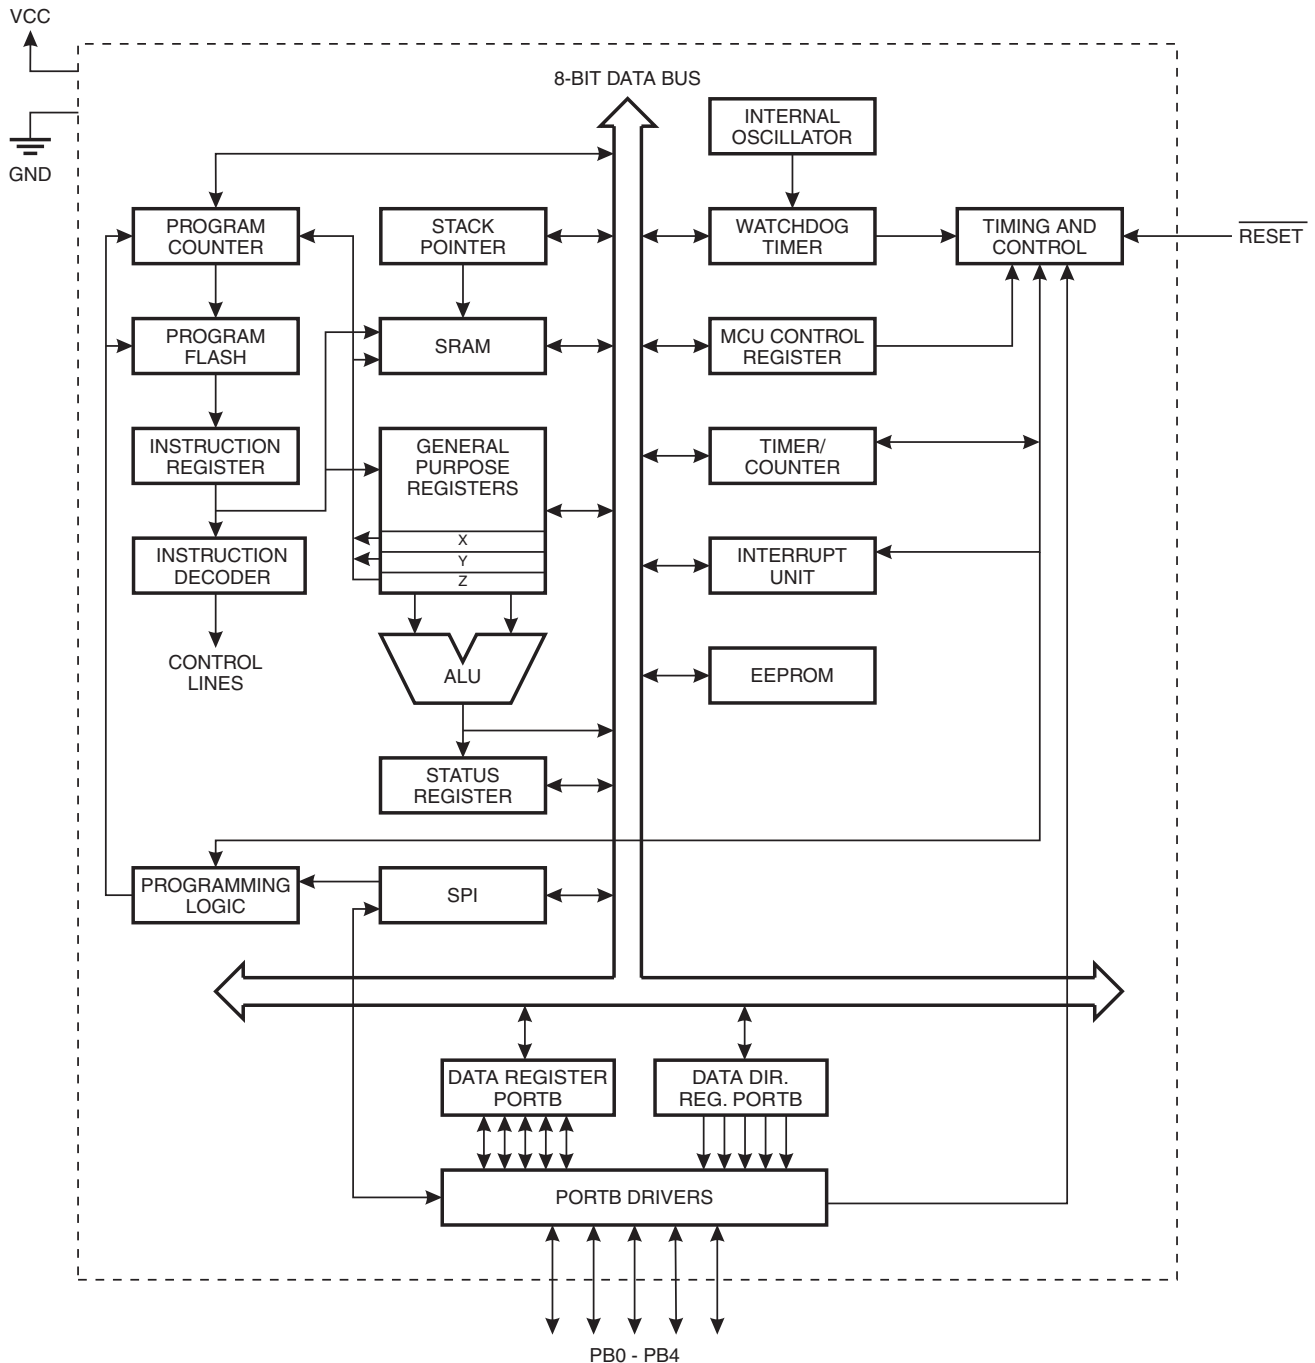 VCC
8-BIT DATA BUS
INTERNAL
OSCILLATOR
GND
PROGRAM
COUNTER
STACK
POINTER
WATCHDOG
TIMER
TIMING AND
CONTROL
RESET
PROGRAM
FLASH
SRAM
MCU CONTROL
REGISTER
INSTRUCTION
REGISTER
GENERAL
PURPOSE
REGISTERS
X
Y
Z
TIMER/
COUNTER
INSTRUCTION
DECODER
INTERRUPT
UNIT
CONTROL
LINES
ALU
EEPROM
STATUS
REGISTER
PROGRAMMING
LOGIC
SPI
DATA REGISTER
PORTB
DATA DIR.
REG. PORTB
PORTB DRIVERS
PB0 - PB4